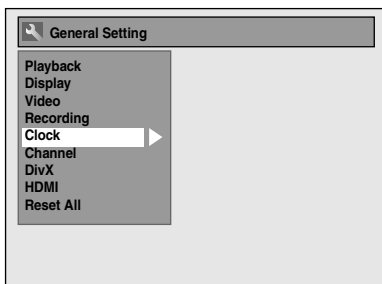 General Setting
Playback
Display
Video
Recording
Clock
Channel
DivX
HDMI
Reset All